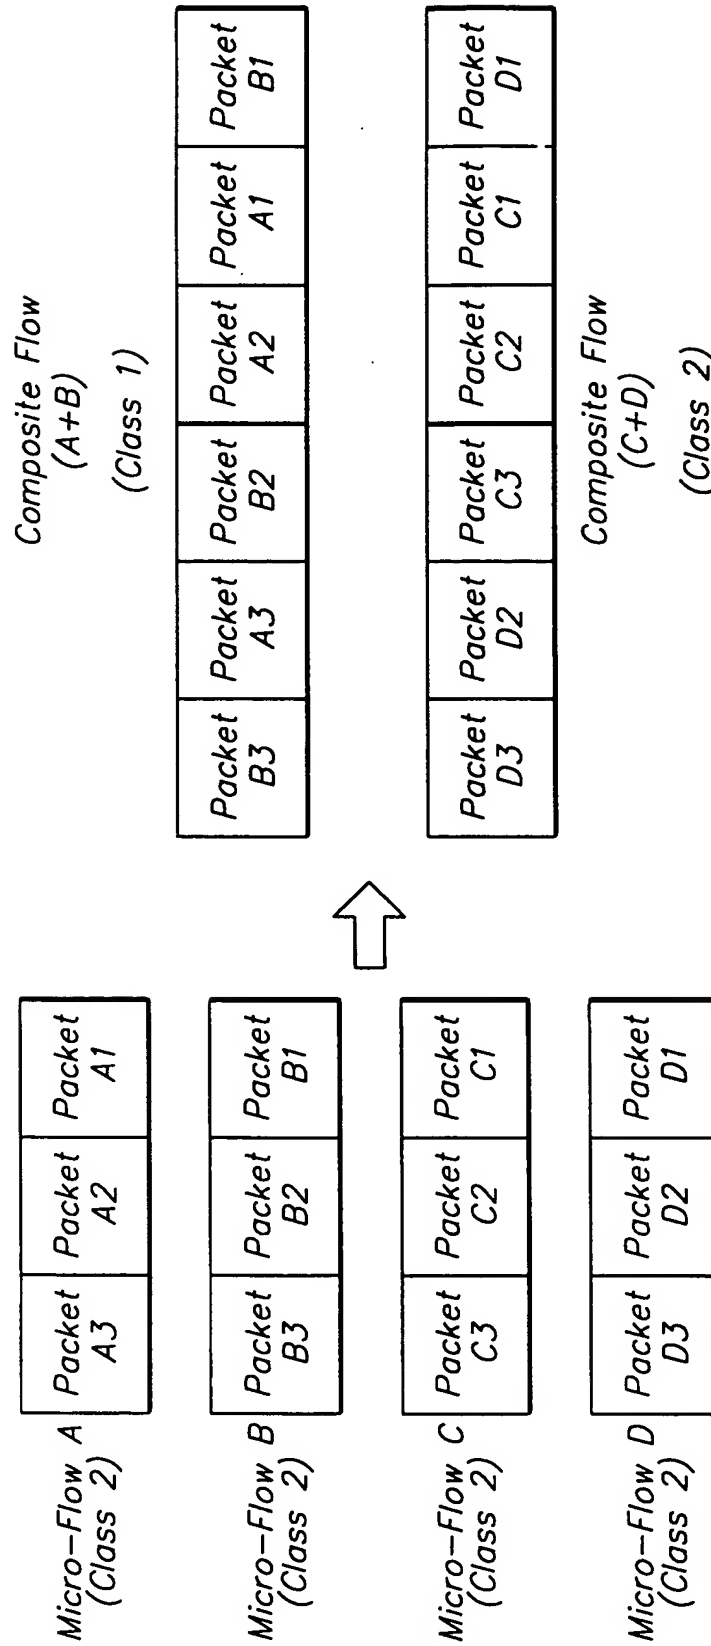 Micro-Flow A
(Class 2)
Packet
A3
Packet
A2
Packet
A1
Micro-Flow B
(Class 2)
Packet
B3
Packet
B2
Packet
B1
Micro-Flow C
(Class 2)
Packet
C3
Packet
C2
Packet
C1
Micro-Flow D
(Class 2)
Packet
D3
Packet
D2
Packet
D1
Composite Flow
(A+B)
(Class 1)
Packet
B3
Packet
A3
Packet
B2
Packet
A2
Packet
A1
Packet
B1
Packet
D3
Packet
D2
Packet
C3
Packet
C2
Packet
C1
Packet
D1
Composite Flow
(C+D)
(Class 2)